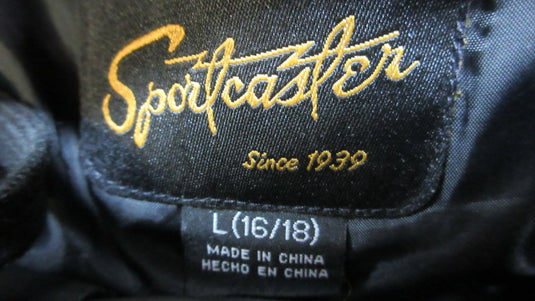 Sportcaster
Since 1939
L (16/18)
MADE IN CHINA
HECHO EN CHINA